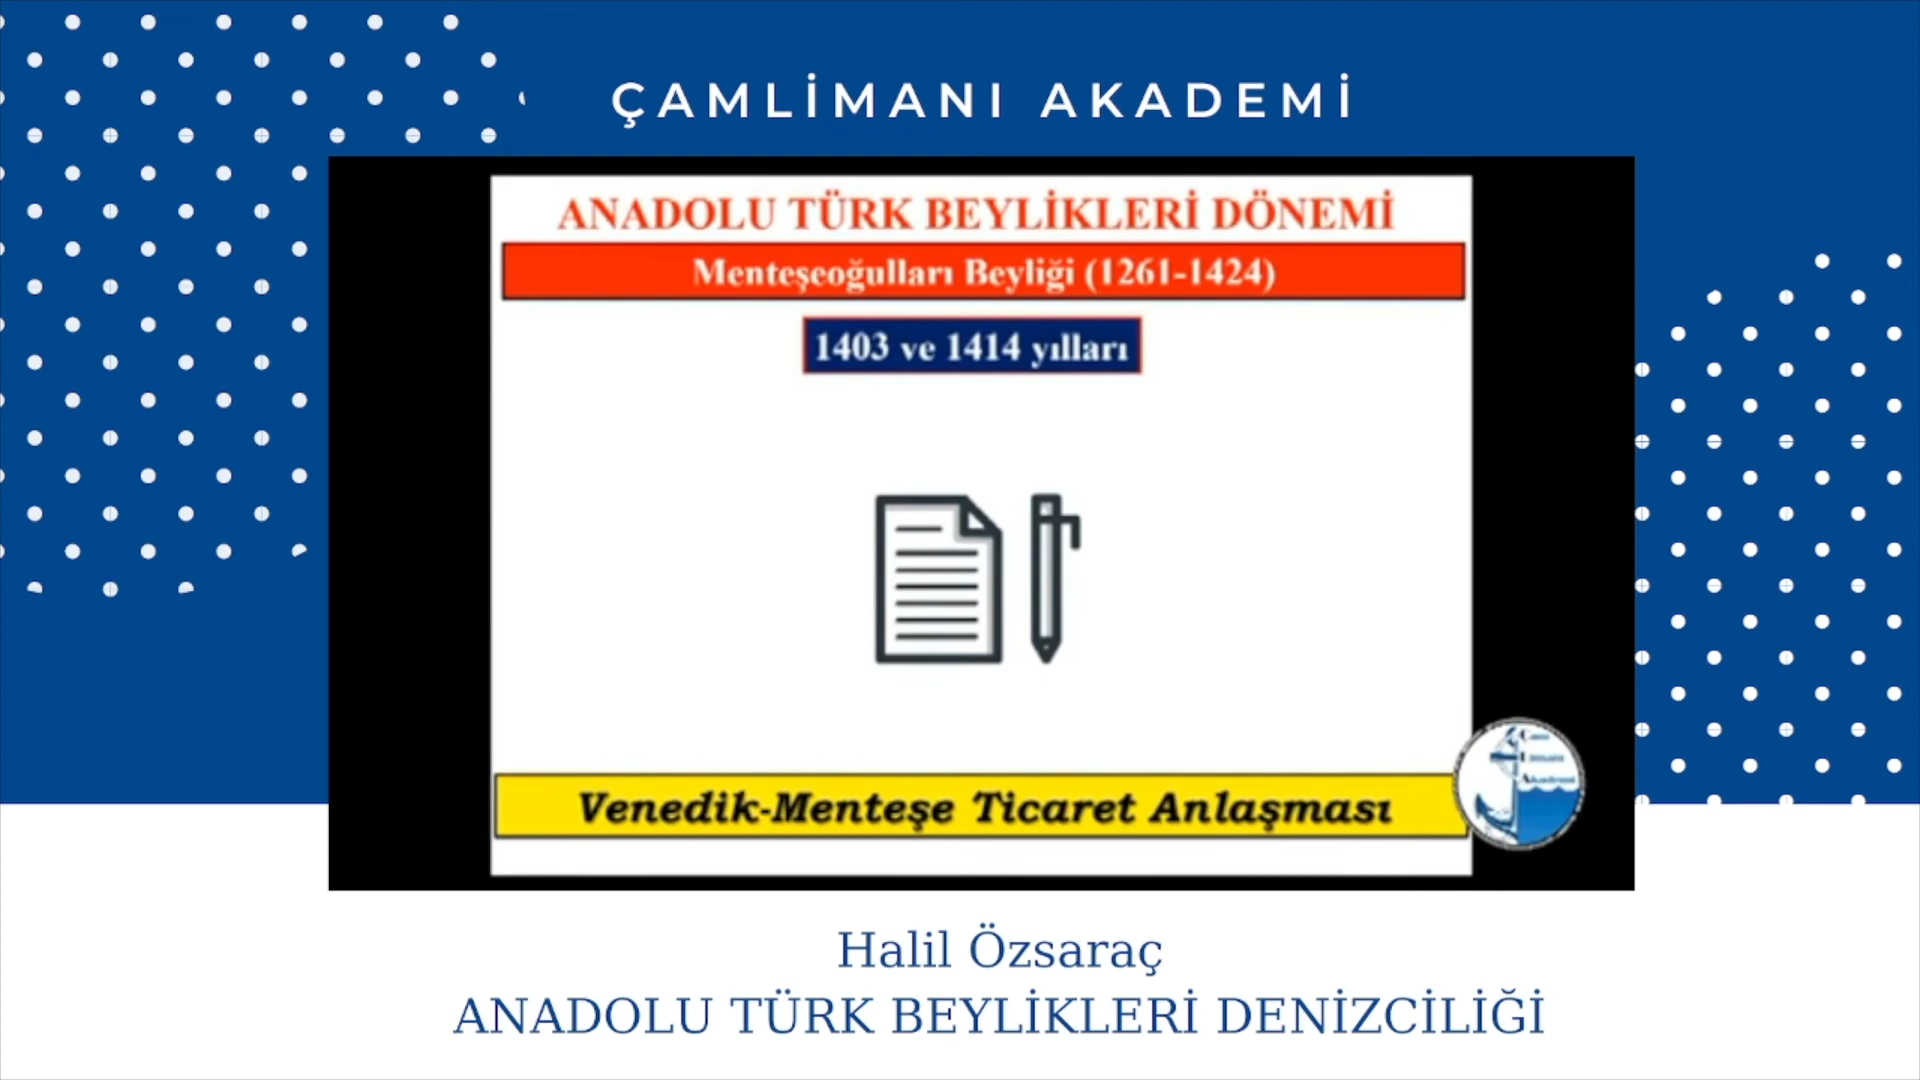 ÇAMLİMANI AKADEMİ
ANADOLU TÜRK BEYLİKLERİ DÖNEMİ
Menteşeoğulları Beyliği (1261-1424)
1403 ve 1414 yılları
Venedik-Menteşe Ticaret Anlaşması
Halil Özsaraç
ANADOLU TÜRK BEYLİKLERİ DENİZCİLİĞİ